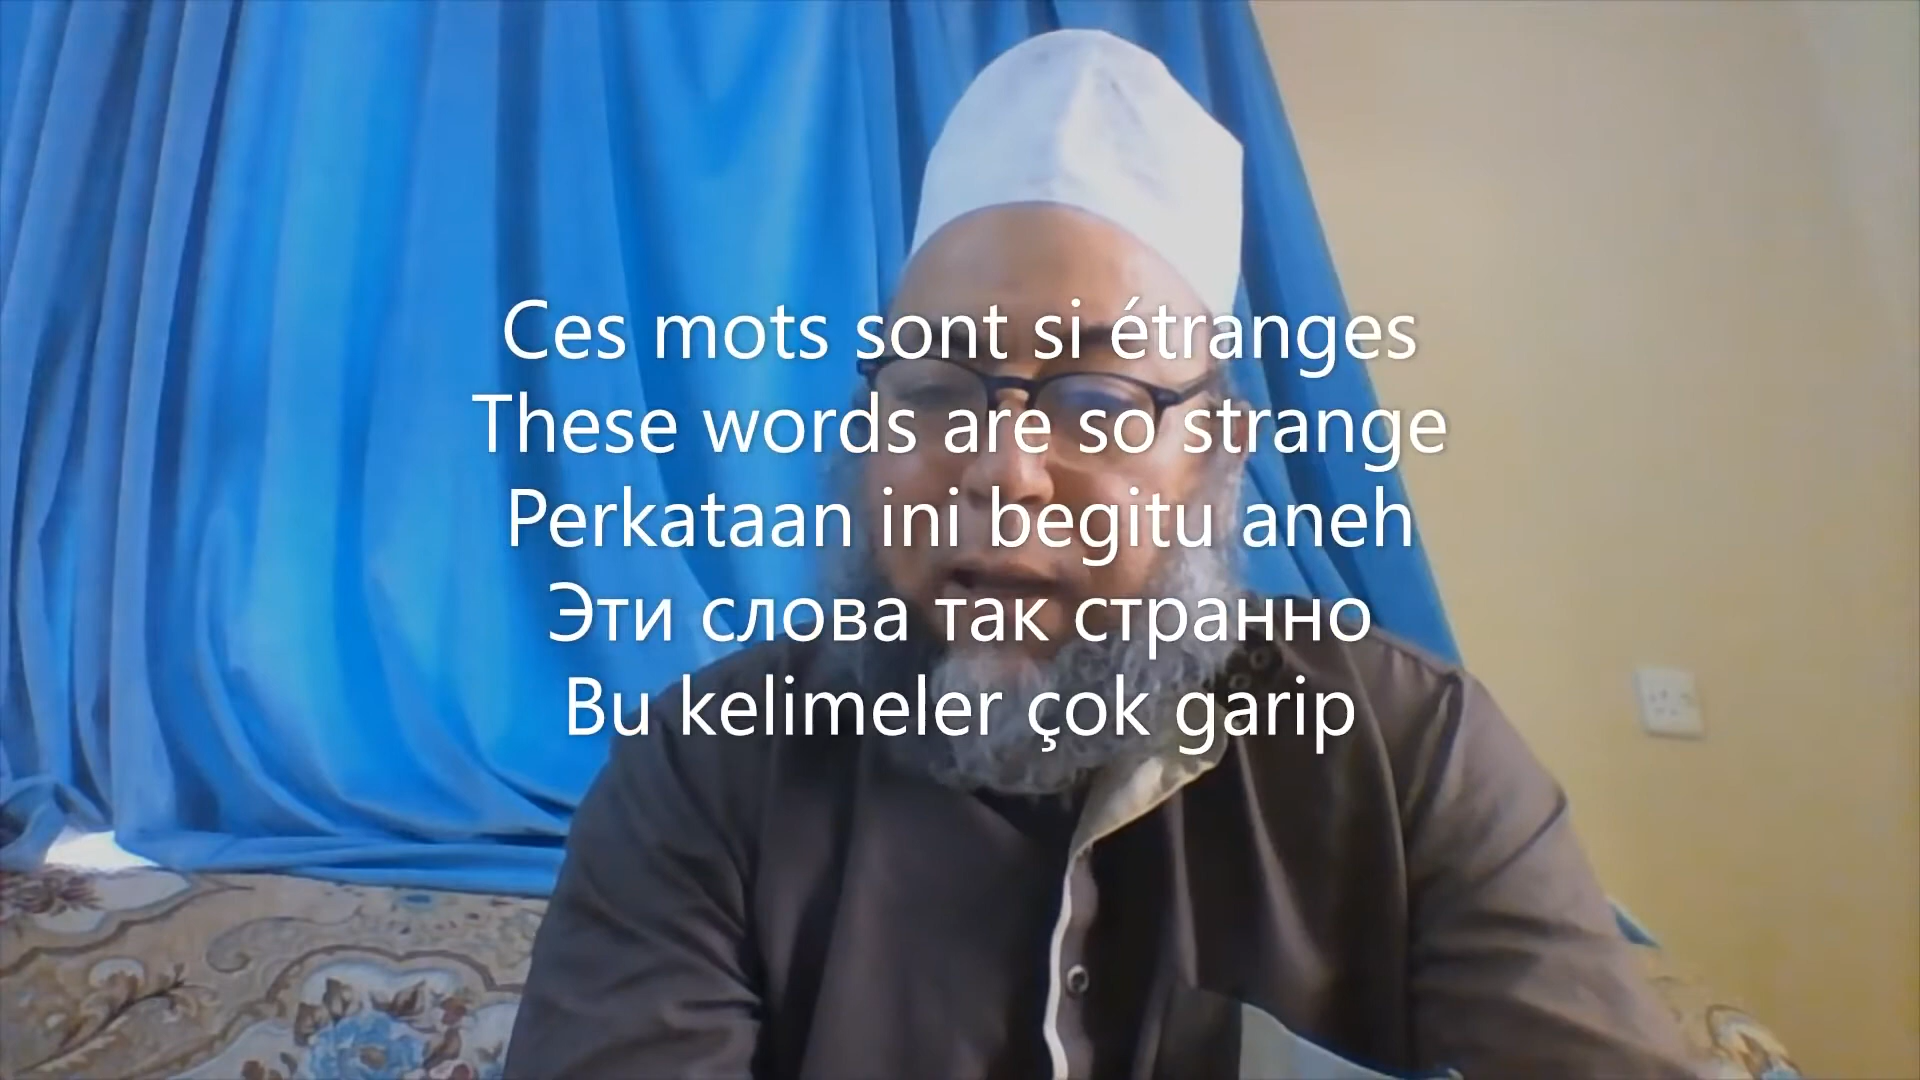 Ces mots sont si étranges
These words are so strange
Perkataan ini begitu aneh
Эти слова так странно
Bu kelimeler çok garip